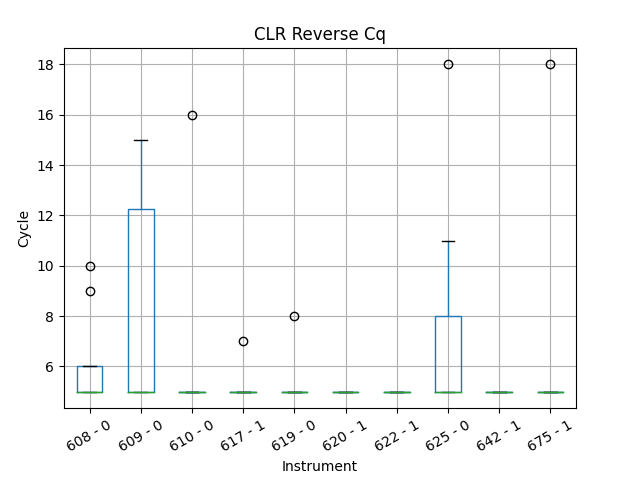 CLR Reverse Cq
18
16
14
12
10
8
6
Cycle
608 - 0
609 - 0
610 - 0
617 - 1
619 - 0
620 - 1
622 - 1
625 - 0
642 - 1
675 - 1
Instrument